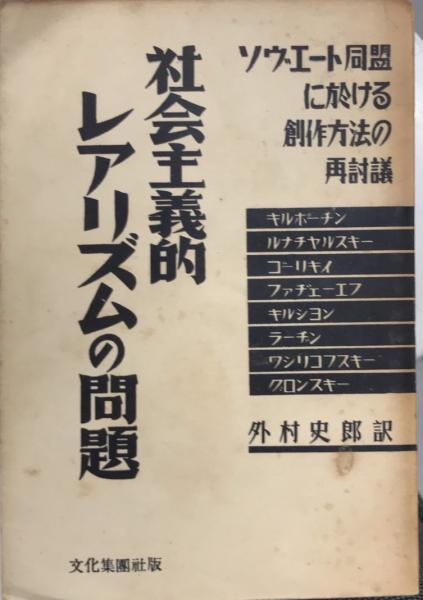 ソヴエート同盟
に於ける
創作方法の
再討議
社会主義的
レアリズムの問題
キルポーチン
ルナチヤルスキー
ゴーリキイ
フアヂエーエフ
キルシヨン
ラーヂン
ワシリコフスキー
グロンスキー
外村史郎訳
文化集團社版